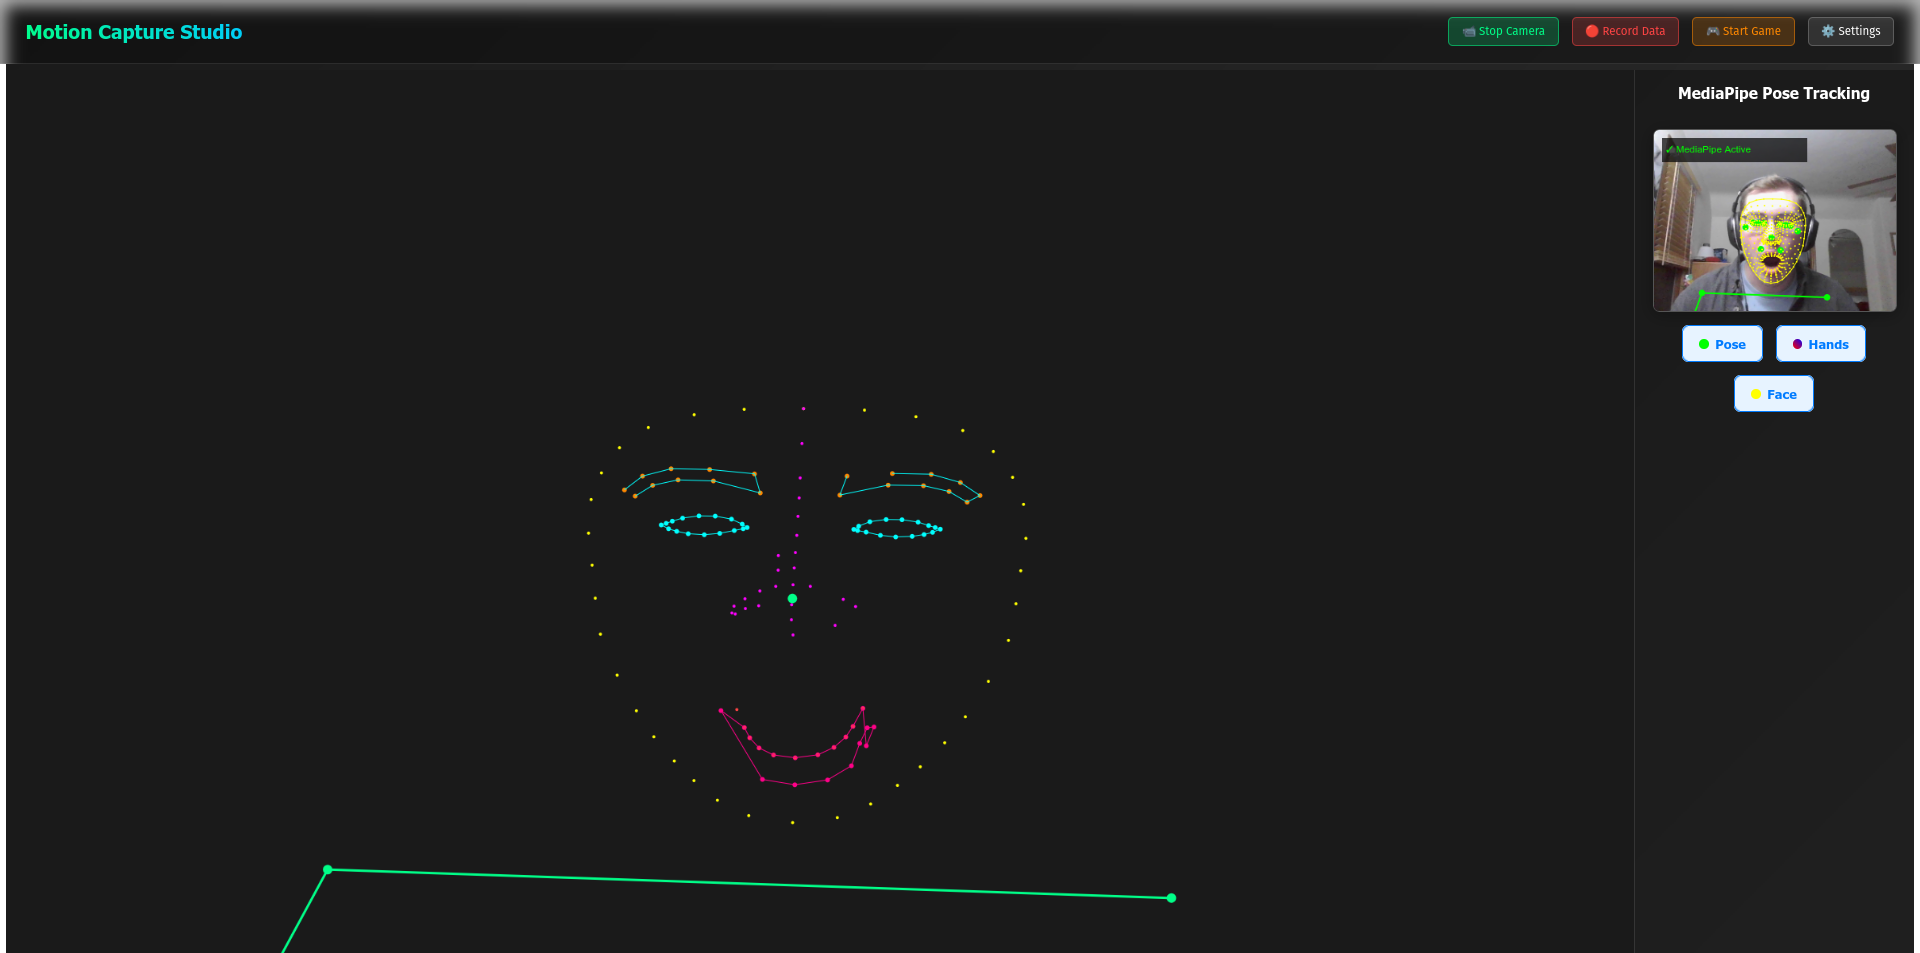 Motion Capture Studio
📹 Stop Camera
🔴 Record Data
🎮 Start Game
⚙️ Settings
MediaPipe Pose Tracking
✓ MediaPipe Active
Pose
Hands
Face